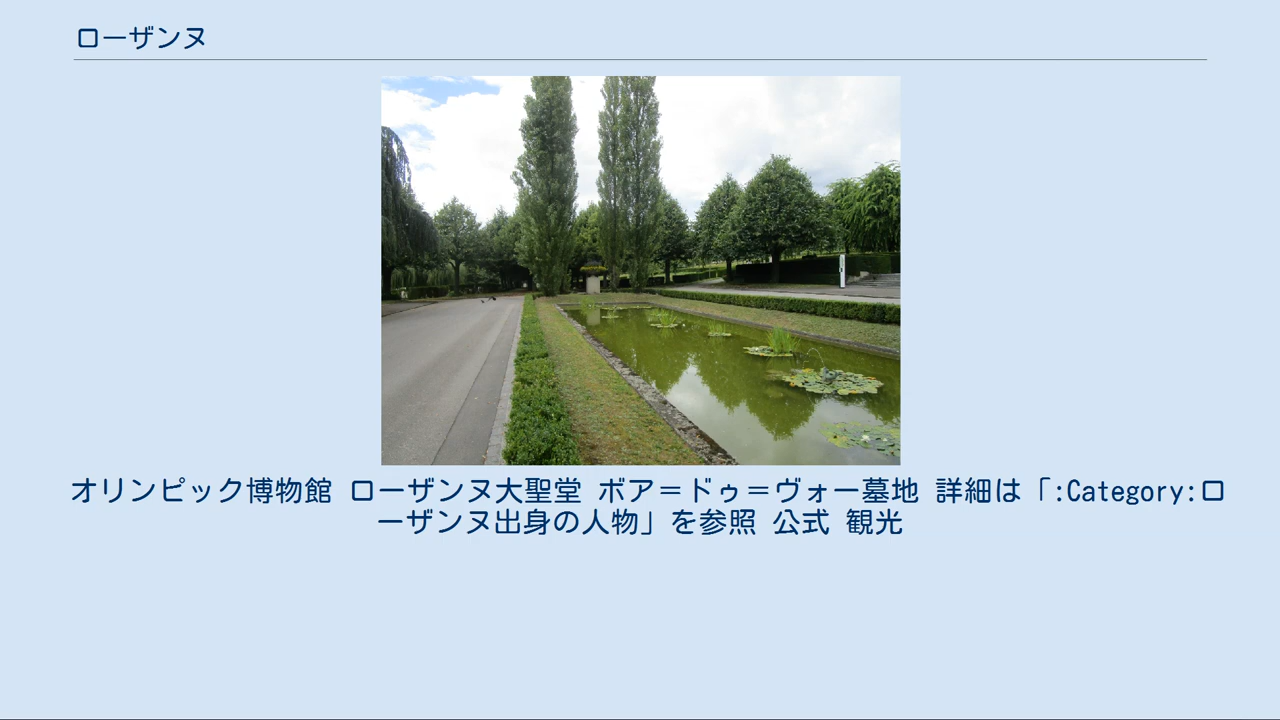 ローザンヌ
オリンピック博物館 ローザンヌ大聖堂 ボア＝ドゥ＝ヴォー墓地 詳細は「:Category:ロ
ーザンヌ出身の人物」を参照 公式 観光